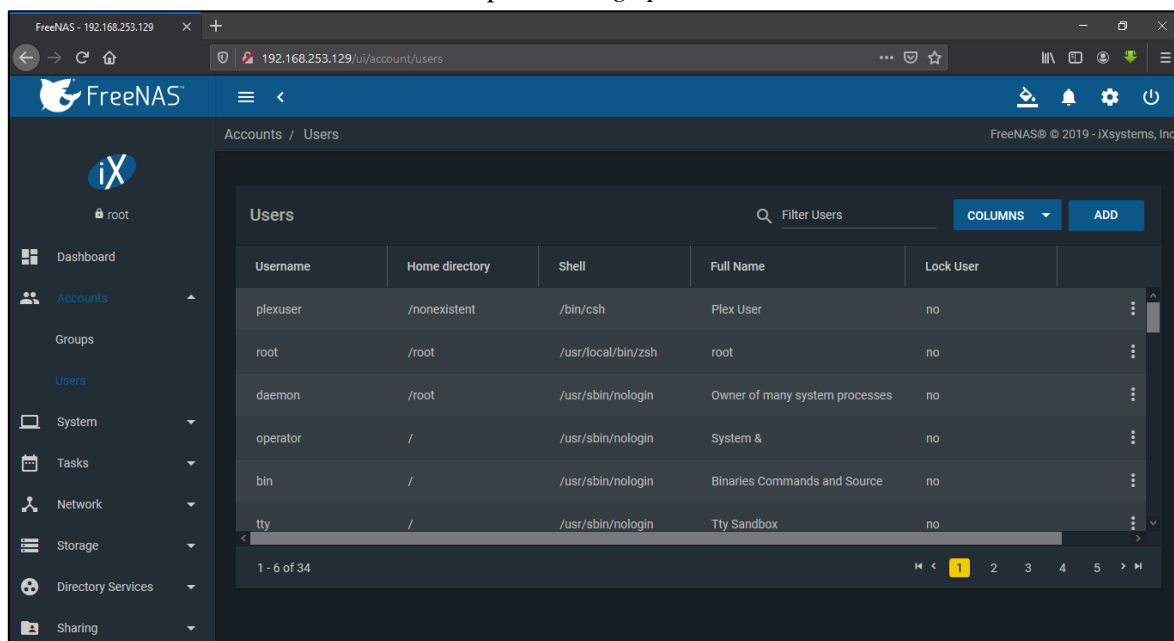 FreeNAS - 192.168.253.129
192.168.253.129/ui/account/users
FreeNAS
Accounts / Users
FreeNAS® © 2019 - iXsystems, Inc
iX
root
Users
Filter Users
COLUMNS
ADD
Dashboard
Username Home directory Shell Full Name Lock User
Accounts
plexuser /nonexistent /bin/csh Plex User no
Groups
root /root /usr/local/bin/zsh root no
Users
daemon /root /usr/sbin/nologin Owner of many system processes no
System
operator / /usr/sbin/nologin System & no
Tasks
bin / /usr/sbin/nologin Binaries Commands and Source no
Network
tty / /usr/sbin/nologin Tty Sandbox no
Storage
1 - 6 of 34
1 2 3 4 5
Directory Services
Sharing